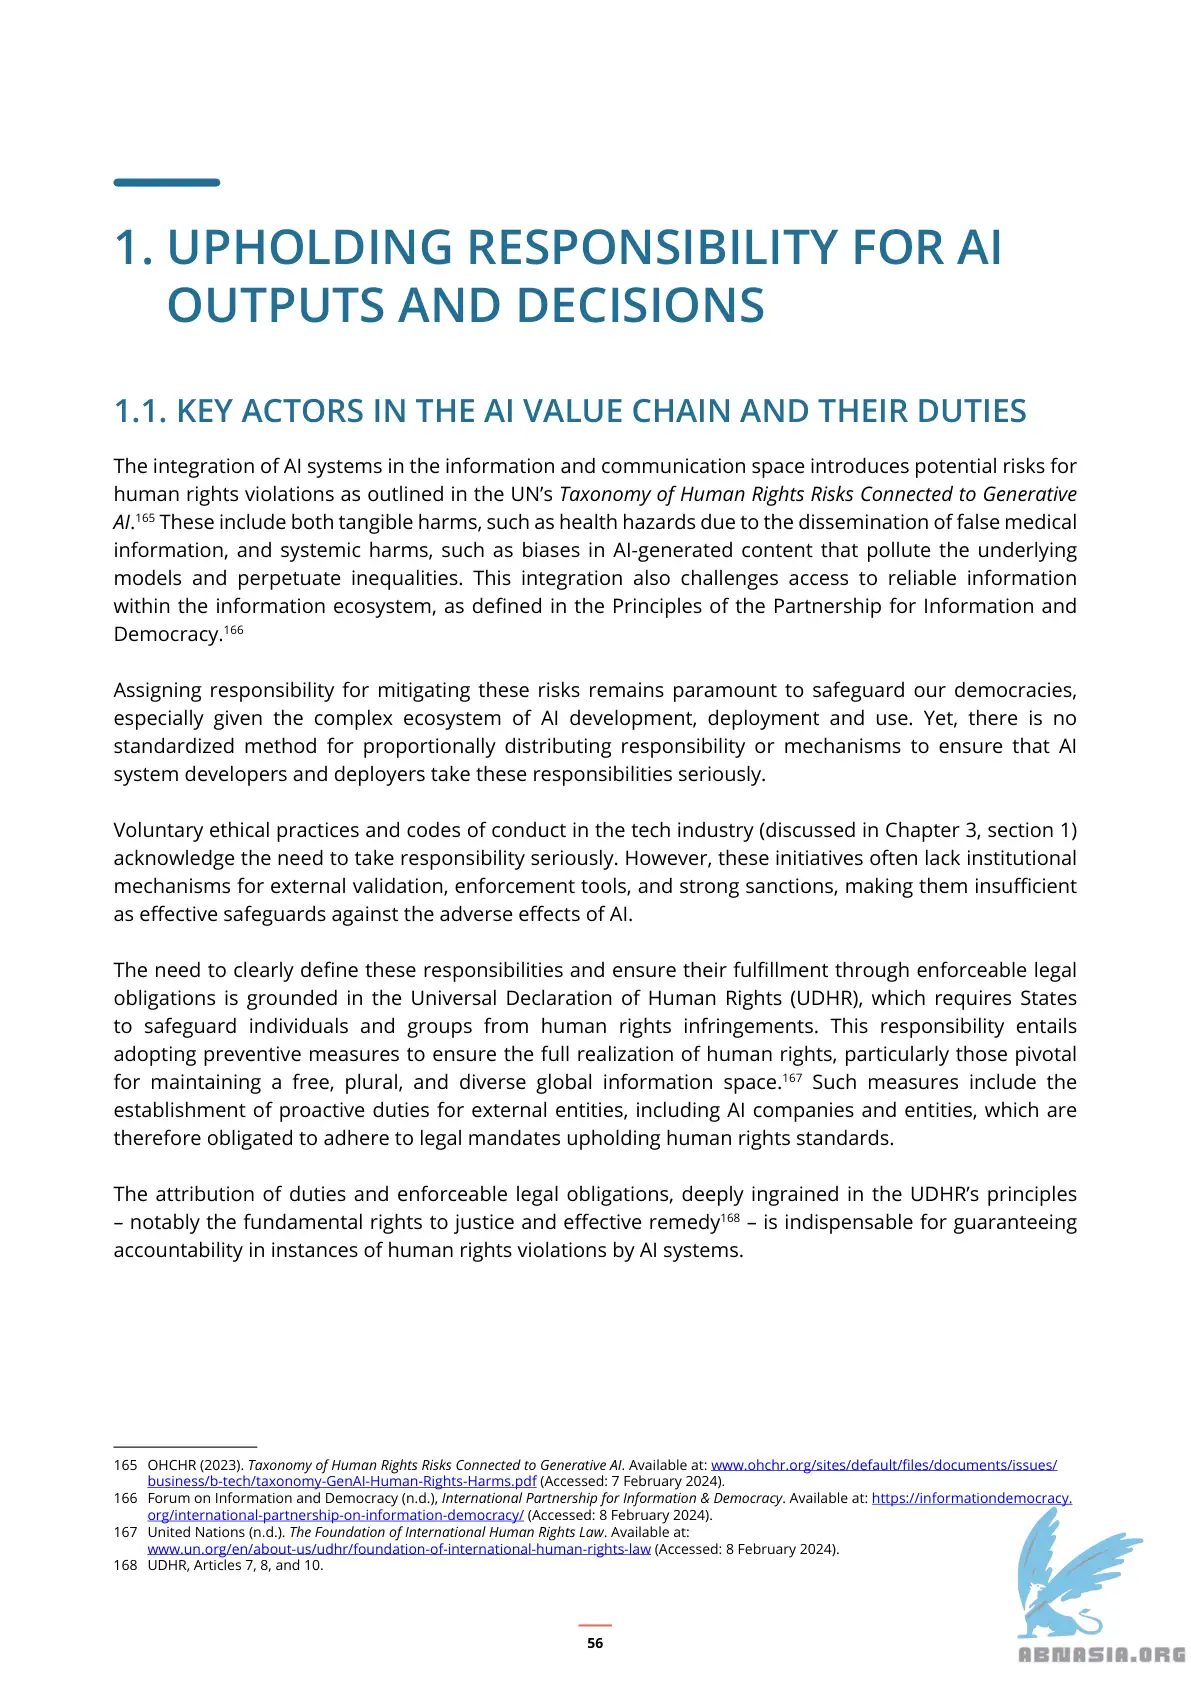 1. UPHOLDING RESPONSIBILITY FOR AI
OUTPUTS AND DECISIONS
1.1. KEY ACTORS IN THE AI VALUE CHAIN AND THEIR DUTIES
The integration of AI systems in the information and communication space introduces potential risks for
human rights violations as outlined in the UN’s Taxonomy of Human Rights Risks Connected to Generative
AI.165 These include both tangible harms, such as health hazards due to the dissemination of false medical
information, and systemic harms, such as biases in AI-generated content that pollute the underlying
models and perpetuate inequalities. This integration also challenges access to reliable information
within the information ecosystem, as defined in the Principles of the Partnership for Information and
Democracy.166
Assigning responsibility for mitigating these risks remains paramount to safeguard our democracies,
especially given the complex ecosystem of AI development, deployment and use. Yet, there is no
standardized method for proportionally distributing responsibility or mechanisms to ensure that AI
system developers and deployers take these responsibilities seriously.
Voluntary ethical practices and codes of conduct in the tech industry (discussed in Chapter 3, section 1)
acknowledge the need to take responsibility seriously. However, these initiatives often lack institutional
mechanisms for external validation, enforcement tools, and strong sanctions, making them insufficient
as effective safeguards against the adverse effects of AI.
The need to clearly define these responsibilities and ensure their fulfillment through enforceable legal
obligations is grounded in the Universal Declaration of Human Rights (UDHR), which requires States
to safeguard individuals and groups from human rights infringements. This responsibility entails
adopting preventive measures to ensure the full realization of human rights, particularly those pivotal
for maintaining a free, plural, and diverse global information space.167 Such measures include the
establishment of proactive duties for external entities, including AI companies and entities, which are
therefore obligated to adhere to legal mandates upholding human rights standards.
The attribution of duties and enforceable legal obligations, deeply ingrained in the UDHR’s principles
– notably the fundamental rights to justice and effective remedy168 – is indispensable for guaranteeing
accountability in instances of human rights violations by AI systems.
165 OHCHR (2023). Taxonomy of Human Rights Risks Connected to Generative AI. Available at: www.ohchr.org/sites/default/files/documents/issues/
business/b-tech/taxonomy-GenAI-Human-Rights-Harms.pdf (Accessed: 7 February 2024).
166 Forum on Information and Democracy (n.d.), International Partnership for Information & Democracy. Available at: https://informationdemocracy.
org/international-partnership-on-information-democracy/ (Accessed: 8 February 2024).
167 United Nations (n.d.). The Foundation of International Human Rights Law. Available at:
www.un.org/en/about-us/udhr/foundation-of-international-human-rights-law (Accessed: 8 February 2024).
168 UDHR, Articles 7, 8, and 10.
56
ABNASIA.ORG